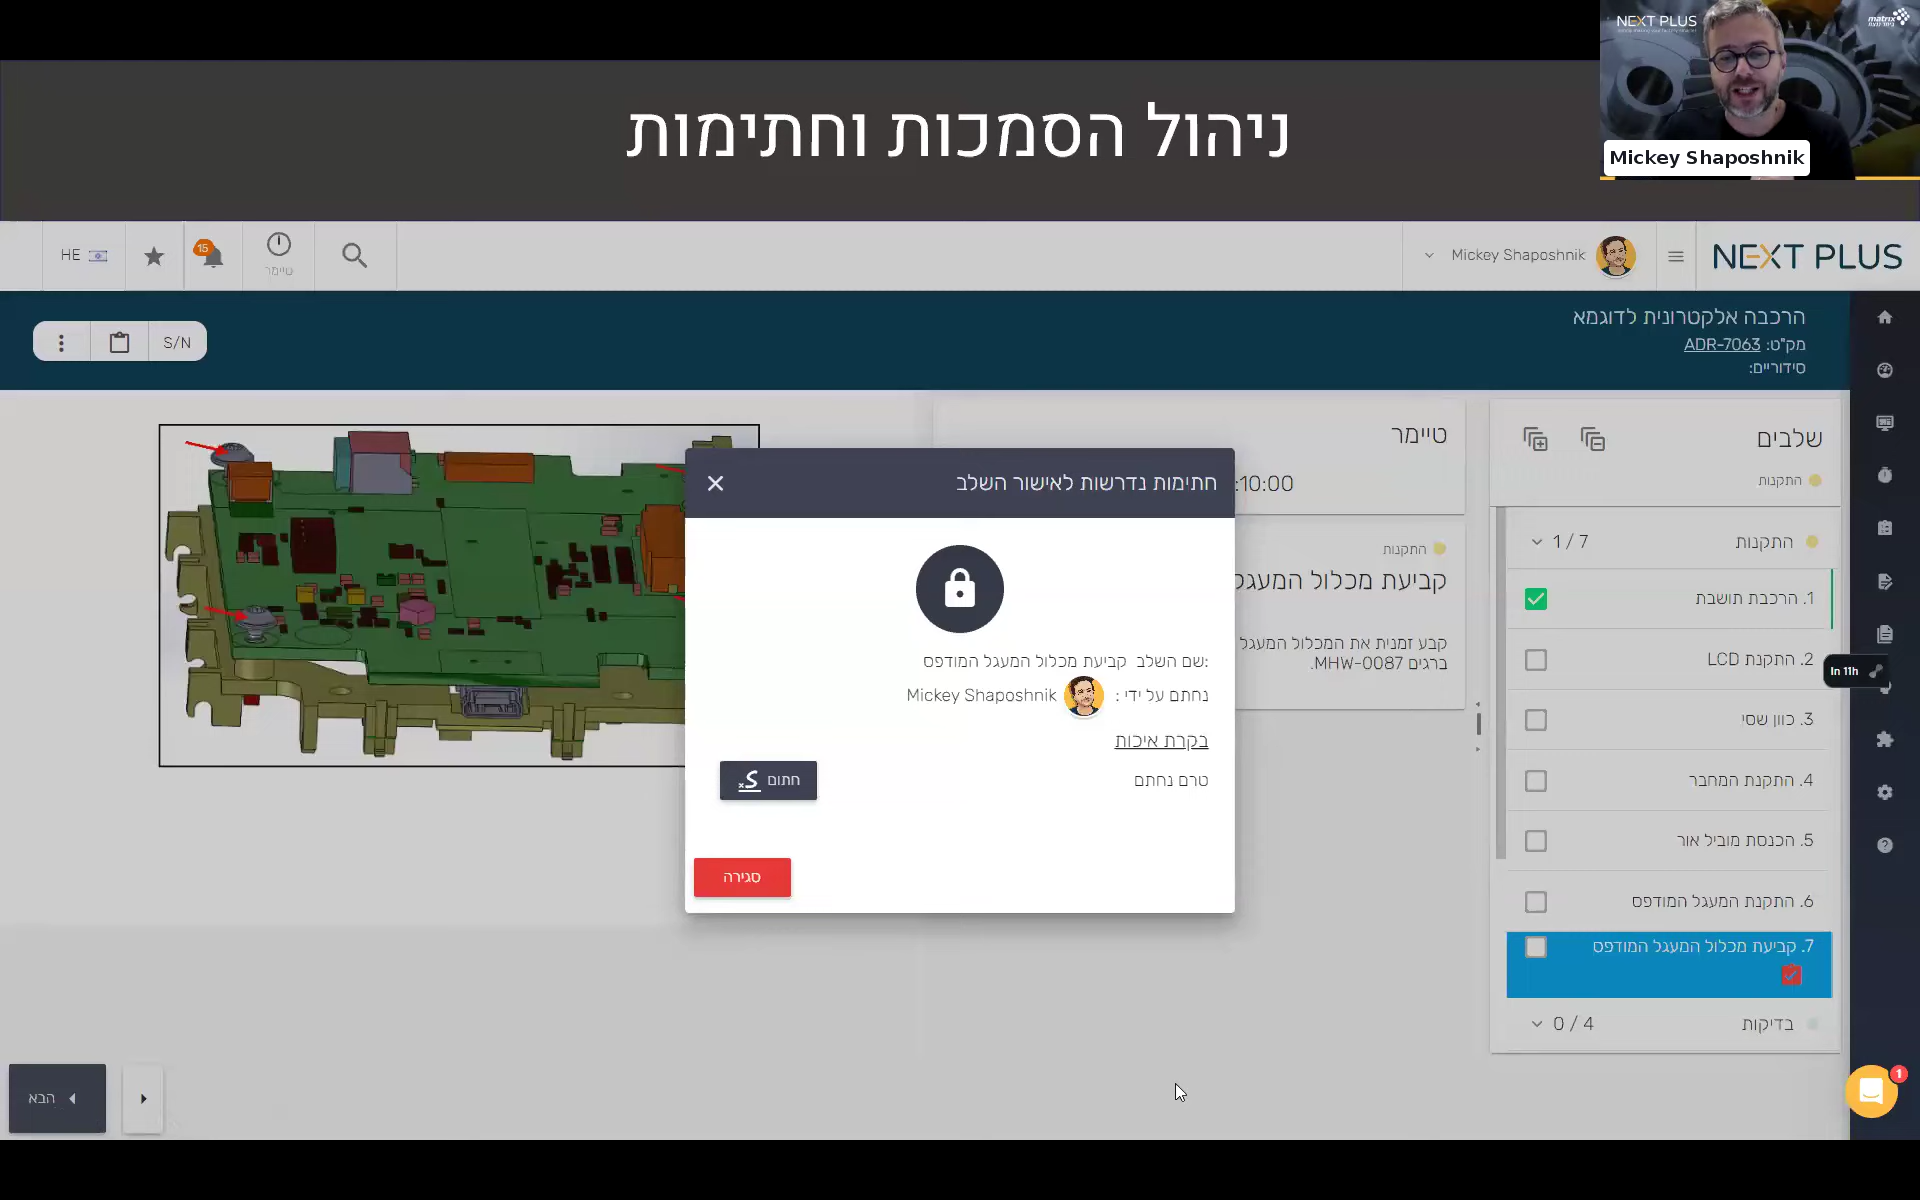 NEXT PLUS
matrix
Mickey Shaposhnik
ניהול הסמכות וחתימות
NEXT PLUS
Mickey Shaposhnik
טיימר
15
HE
הרכבה אלקטרונית לדוגמא
מק"ט: ADR-7063
סידוריים:
S/N
שלבים
התקנות
התקנות
1 / 7
1. הרכבת תושבת
2. התקנת LCD
3. כוון שסי
4. התקנת המחבר
5. הכנסת מוביל אור
6. התקנת המעגל המודפס
7. קביעת מכלול המעגל המודפס
בדיקות
0 / 4
In 11h
1
טיימר
:10:00
התקנות
קביעת מכלול המעגל
קבע זמנית את המכלול המעגל
ברגים MHW-0087.
חתימות נדרשות לאישור השלב
:שם השלב קביעת מכלול המעגל המודפס
נחתם על ידי : Mickey Shaposhnik
בקרת איכות
טרם נחתם
חתום
סגירה
הבא